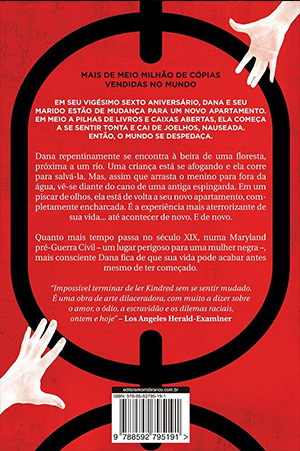 MAIS DE MEIO MILHÃO DE CÓPIAS
VENDIDAS NO MUNDO
EM SEU VIGÉSIMO SEXTO ANIVERSÁRIO, DANA E SEU
MARIDO ESTÃO DE MUDANÇA PARA UM NOVO APARTAMENTO.
EM MEIO A PILHAS DE LIVROS E CAIXAS ABERTAS, ELA COMEÇA
A SE SENTIR TONTA E CAI DE JOELHOS, NAUSEADA.
ENTÃO, O MUNDO SE DESPEDAÇA.
Dana repentinamente se encontra à beira de uma floresta,
próxima a um rio. Uma criança está se afogando e ela corre
para salvá-la. Mas, assim que arrasta o menino para fora da
água, vê-se diante do cano de uma antiga espingarda. Em um
piscar de olhos, ela está de volta a seu novo apartamento, com-
pletamente encharcada. É a experiência mais aterrorizante de
sua vida... até acontecer de novo. E de novo.
Quanto mais tempo passa no século XIX, numa Maryland
pré-Guerra Civil – um lugar perigoso para uma mulher negra –,
mais consciente Dana fica de que sua vida pode acabar antes
mesmo de ter começado.
"Impossível terminar de ler Kindred sem se sentir mudado.
É uma obra de arte dilaceradora, com muito a dizer sobre
o amor, o ódio, a escravidão e os dilemas raciais,
ontem e hoje" – Los Angeles Herald-Examiner
editoramorrobranco.com.br
ISBN: 978-85-92795-19-1
9 788592 795191 >